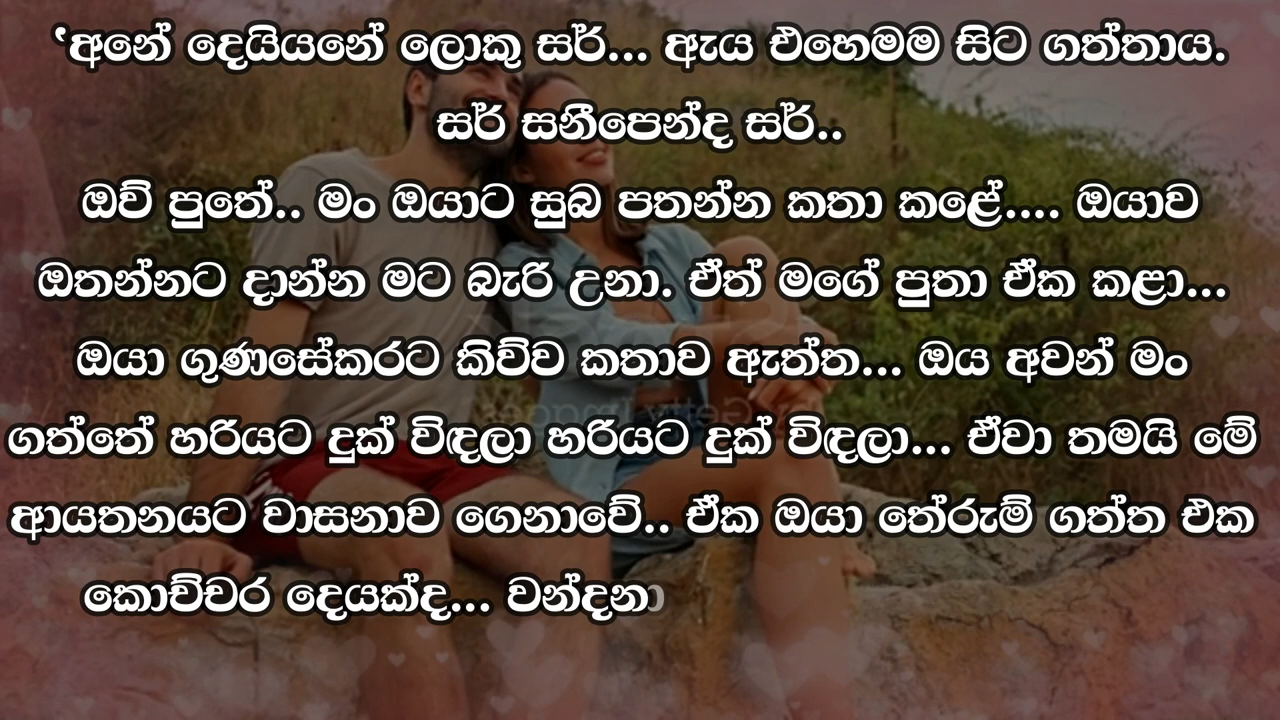 ‘අනේ දෙයියනේ ලොකු සර්... ඇය එහෙමම සිට ගත්තාය.
සර් සනීපෙන්ද සර්..
ඔව් පුතේ.. මං ඔයාට සුබ පතන්න කතා කළේ.... ඔයාව
ඔතන්නට දාන්න මට බැරි උනා. ඒත් මගේ පුතා ඒක කළා...
ඔයා ගුණසේකරට කිව්ව කතාව ඇත්ත... ඔය අවන් මං
ගත්තේ හරියට දුක් විඳලා හරියට දුක් විඳලා... ඒවා තමයි මේ
ආයතනයට වාසනාව ගෙනාවේ.. ඒක ඔයා තේරුම් ගත්ත එක
කොච්චර දෙයක්ද... වන්දනා